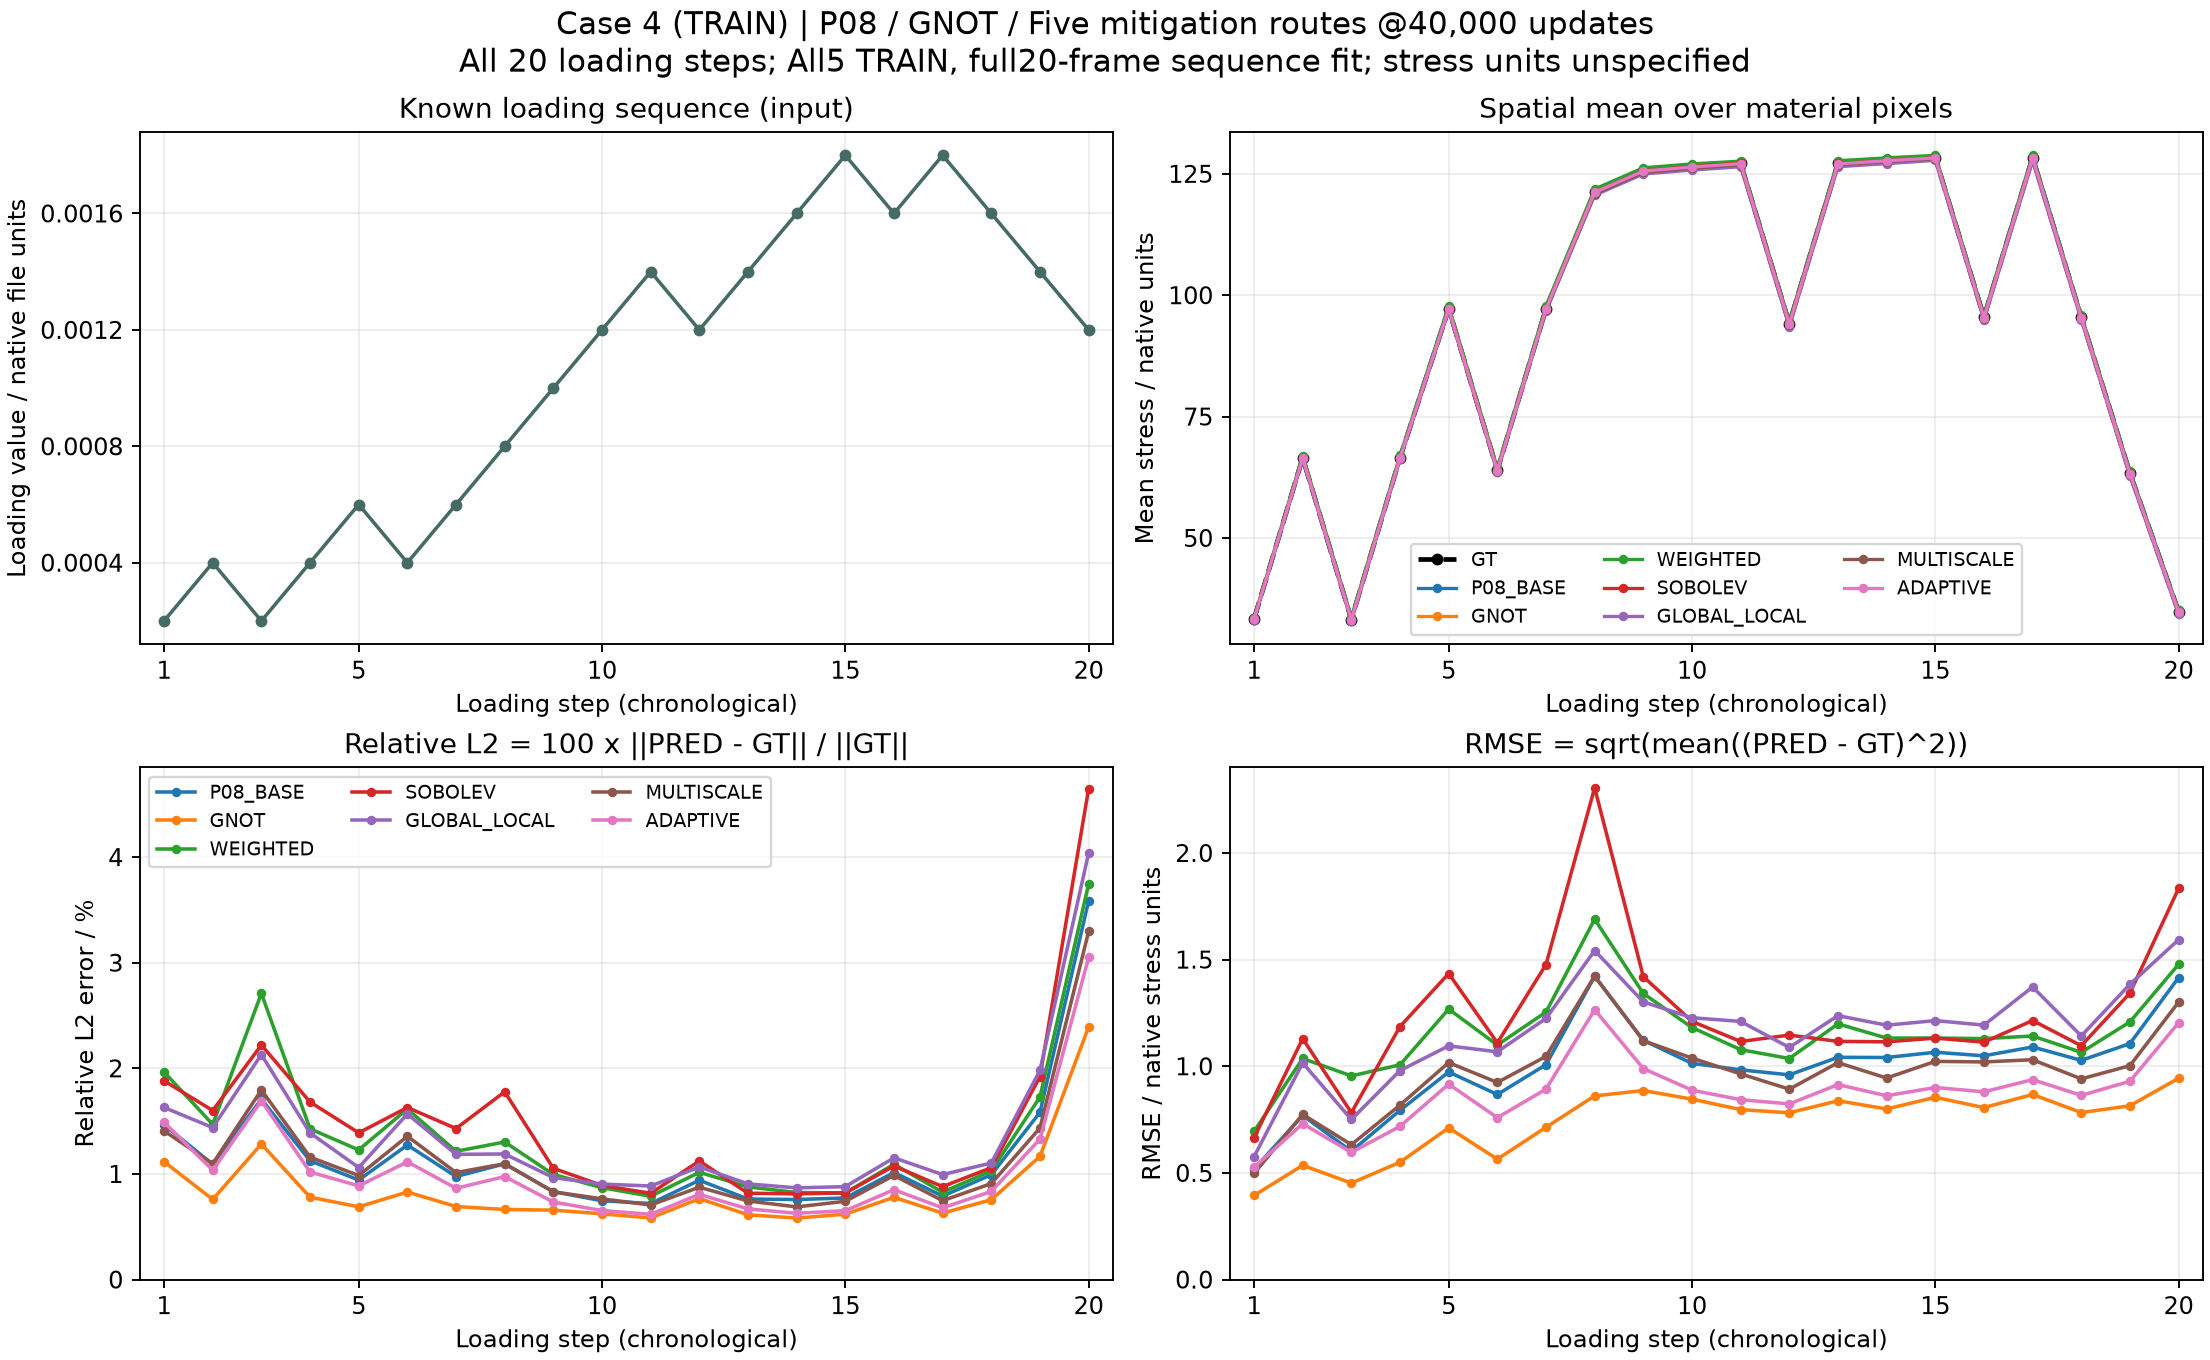 Case 4 (TRAIN) | P08 / GNOT / Five mitigation routes @40,000 updates
All 20 loading steps; All5 TRAIN, full20-frame sequence fit; stress units unspecified
Known loading sequence (input)
Loading value / native file units
0.0016
0.0012
0.0008
0.0004
1 5 10 15 20
Loading step (chronological)
Spatial mean over material pixels
Mean stress / native units
125
100
75
50
GT WEIGHTED MULTISCALE
P08_BASE SOBOLEV ADAPTIVE
GNOT GLOBAL_LOCAL
1 5 10 15 20
Loading step (chronological)
Relative L2 = 100 x ||PRED - GT|| / ||GT||
Relative L2 error / %
P08_BASE SOBOLEV MULTISCALE
GNOT GLOBAL_LOCAL ADAPTIVE
WEIGHTED
4
3
2
1
0
1 5 10 15 20
Loading step (chronological)
RMSE = sqrt(mean((PRED - GT)^2))
RMSE / native stress units
2.0
1.5
1.0
0.5
0.0
1 5 10 15 20
Loading step (chronological)